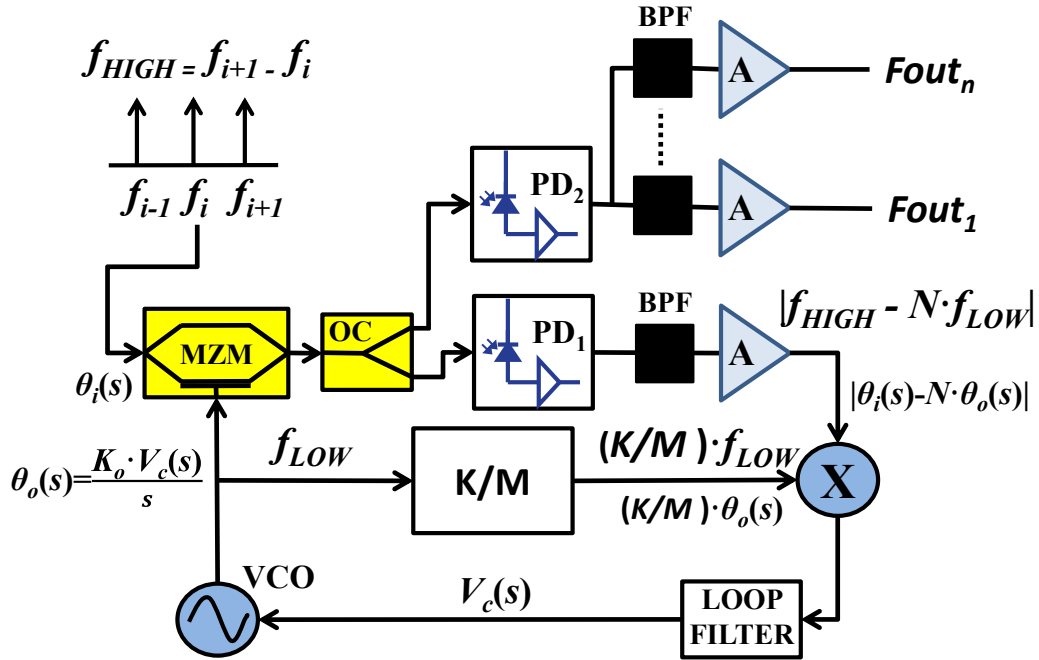 BPF
f_HIGH = f_i+1 - f_i
A
Fout_n
f_i-1 f_i f_i+1
PD_2
A
Fout_1
BPF
|f_HIGH - N·f_LOW|
OC
PD_1
A
MZM
θ_i(s)
|θ_i(s)-N·θ_o(s)|
f_LOW
(K/M)·f_LOW
θ_o(s)=K_o·V_c(s)/s
K/M
X
(K/M)·θ_o(s)
VCO
V_c(s)
LOOP
FILTER